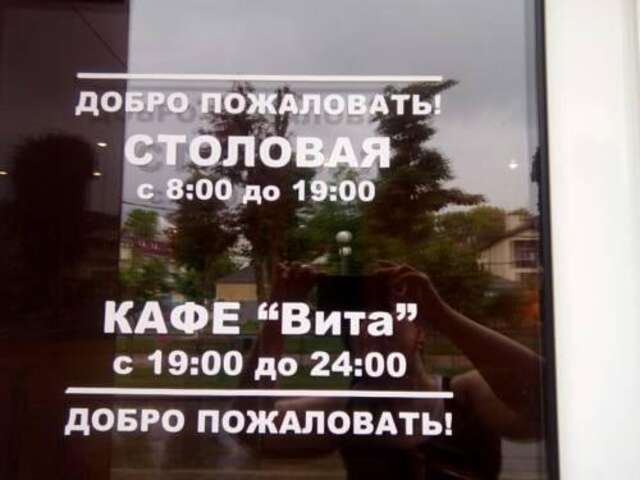 ДОБРО ПОЖАЛОВАТЬ!
СТОЛОВАЯ
с 8:00 до 19:00
КАФЕ “Вита”
с 19:00 до 24:00
ДОБРО ПОЖАЛОВАТЬ!